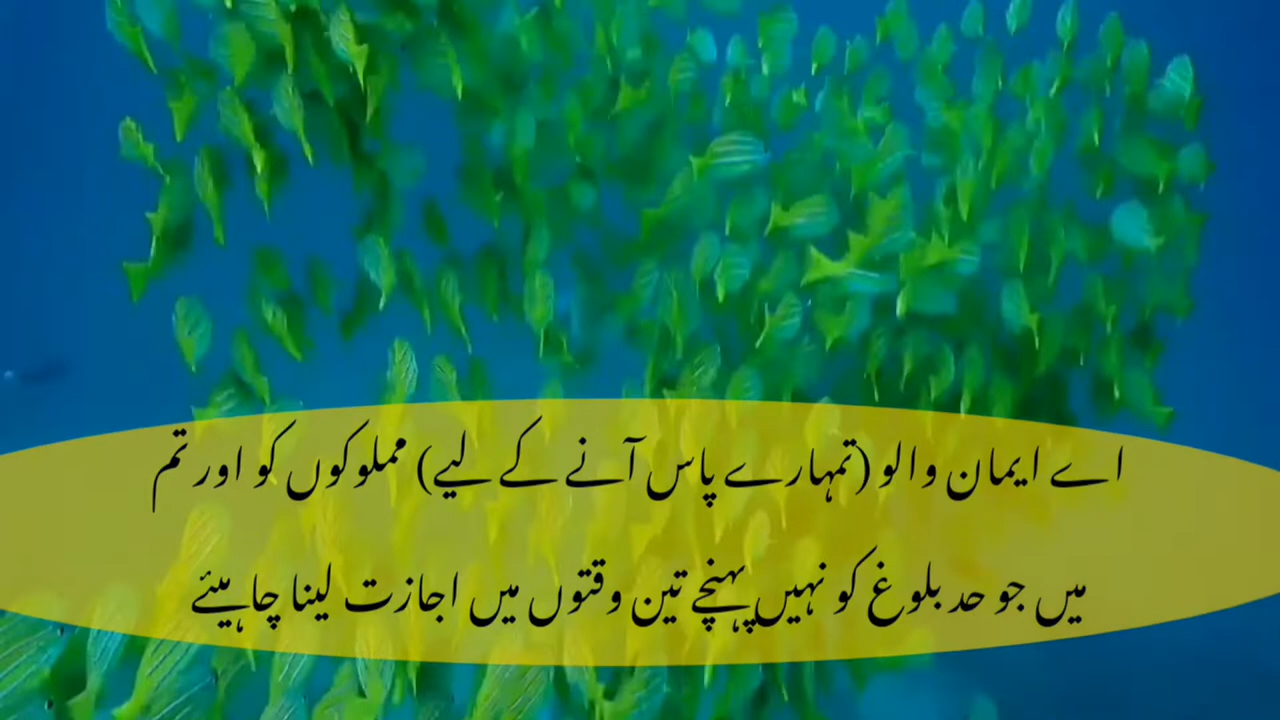 اے ایمان والو (تمہارے پاس آنے کے لیے) مملوکوں کو اور تم
میں جو حد بلوغ کو نہیں پہنچے تین وقتوں میں اجازت لینا چاہیئے